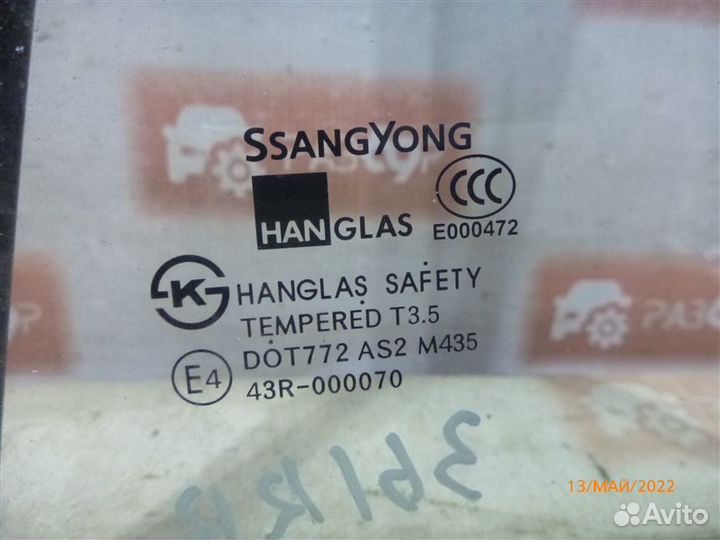 SSANGYONG
HANGLAS
CCC
E000472
K
HANGLAS SAFETY
TEMPERED T3.5
DOT772 AS2 M435
E4
43R-000070
13/МАЙ/2022
Avito